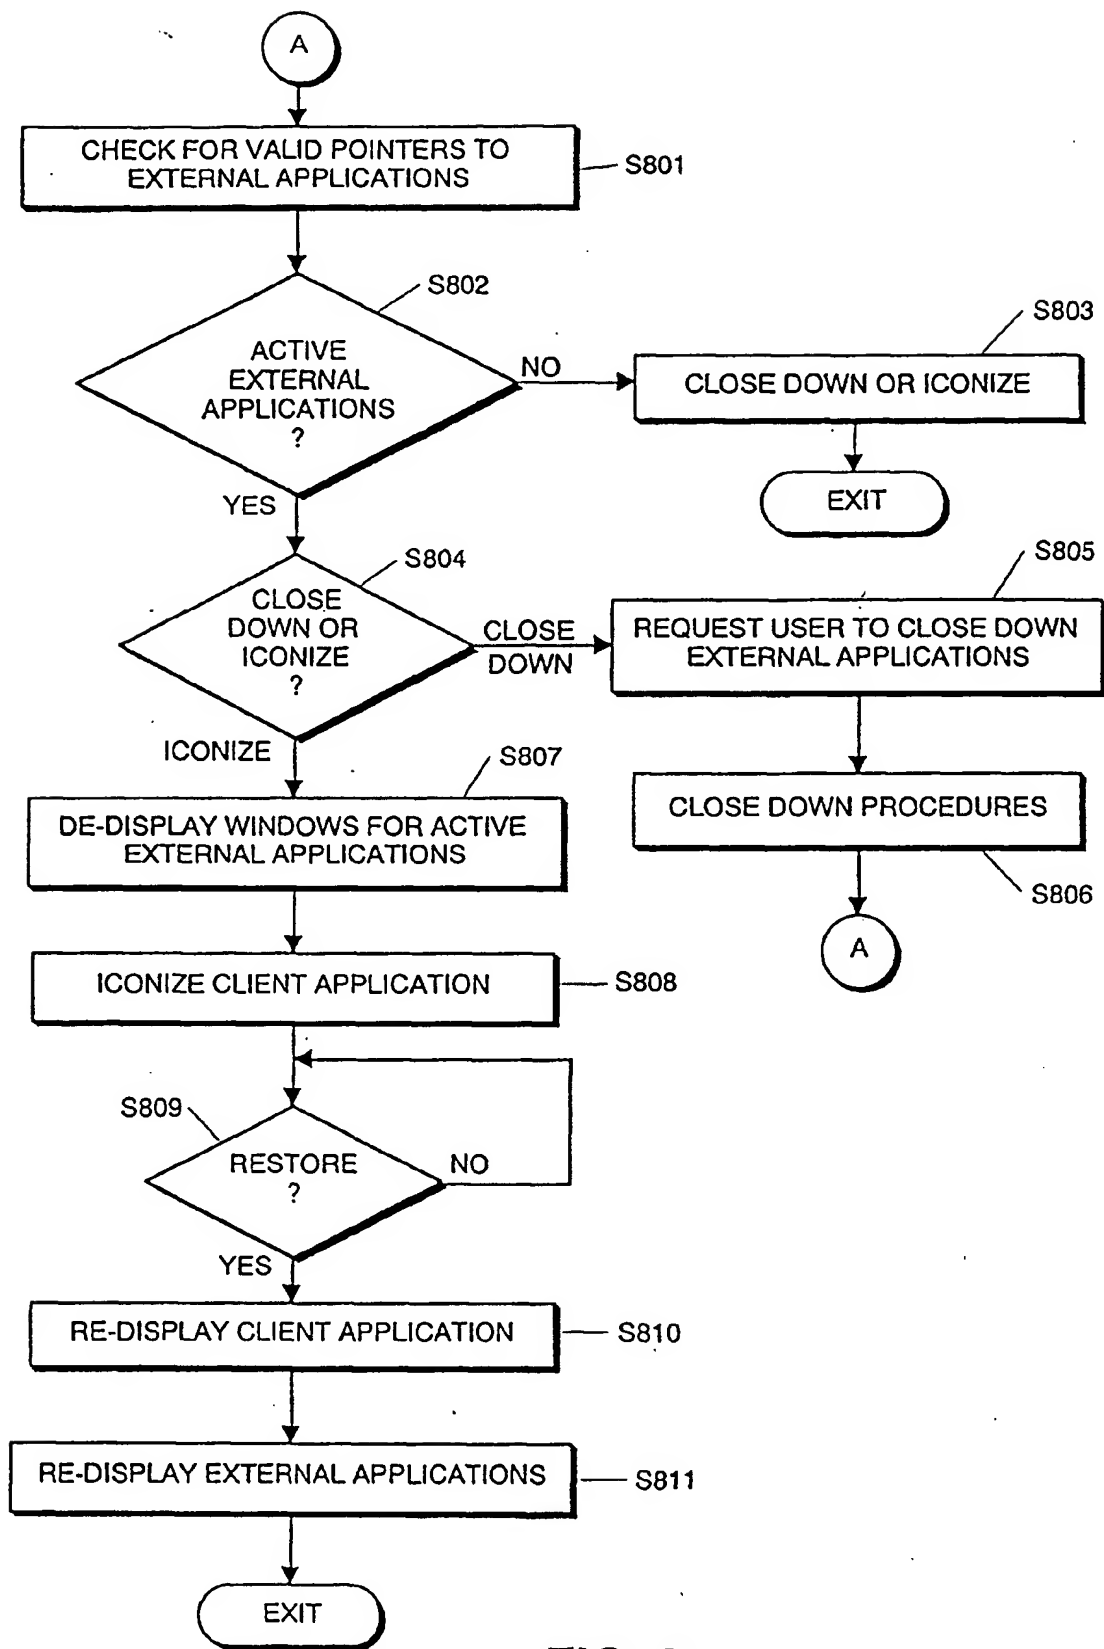 A
CHECK FOR VALID POINTERS TO
EXTERNAL APPLICATIONS
S801
S802
ACTIVE
EXTERNAL
APPLICATIONS
?
NO
S803
CLOSE DOWN OR ICONIZE
EXIT
YES
S804
CLOSE
DOWN OR
ICONIZE
?
CLOSE
DOWN
S805
REQUEST USER TO CLOSE DOWN
EXTERNAL APPLICATIONS
ICONIZE
S807
CLOSE DOWN PROCEDURES
S806
A
DE-DISPLAY WINDOWS FOR ACTIVE
EXTERNAL APPLICATIONS
ICONIZE CLIENT APPLICATION
S808
S809
RESTORE
?
NO
YES
RE-DISPLAY CLIENT APPLICATION
S810
RE-DISPLAY EXTERNAL APPLICATIONS
S811
EXIT